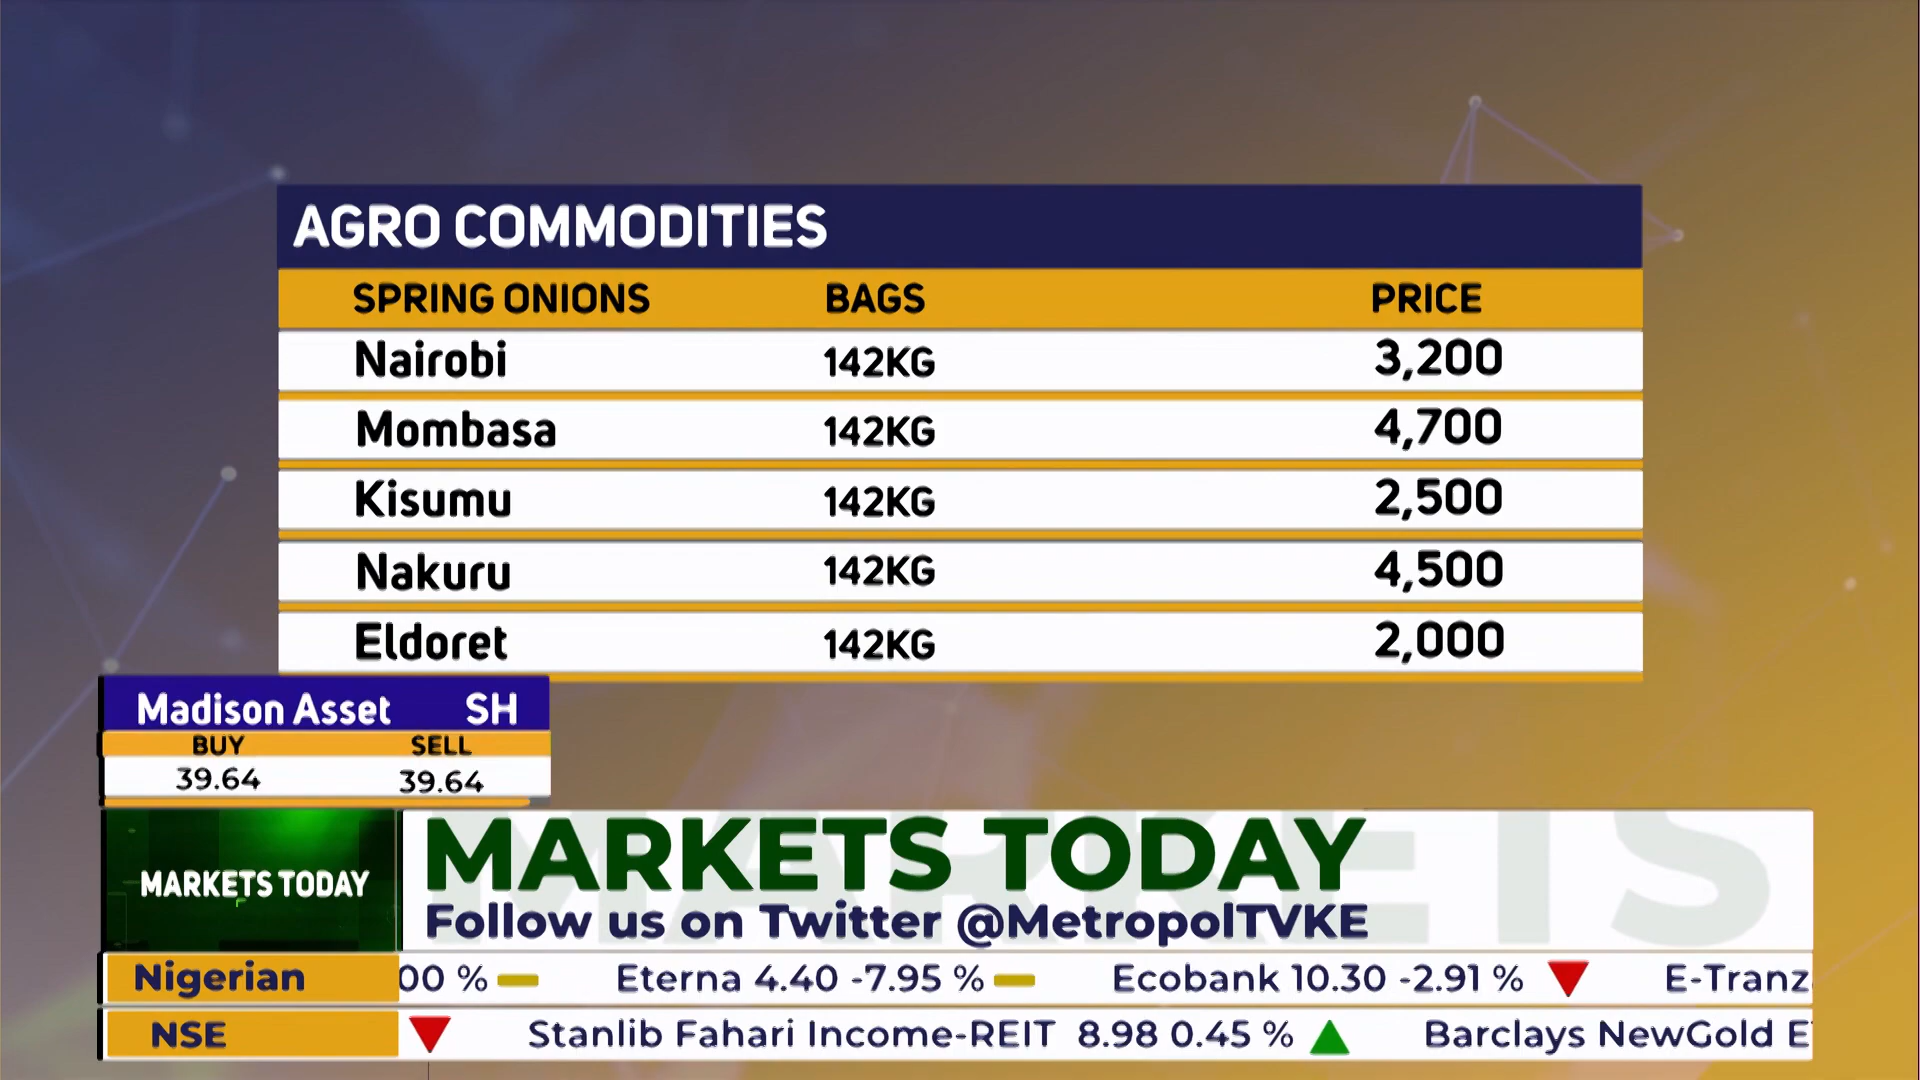 AGRO COMMODITIES
SPRING ONIONS BAGS PRICE
Nairobi 142KG 3,200
Mombasa 142KG 4,700
Kisumu 142KG 2,500
Nakuru 142KG 4,500
Eldoret 142KG 2,000
Madison Asset SH
BUY SELL
39.64 39.64
MARKETS
MARKETS TODAY
MARKETS TODAY
Follow us on Twitter @MetropolTVKE
Nigerian 00 % Eterna 4.40 -7.95 % Ecobank 10.30 -2.91 % E-Tranz
NSE Stanlib Fahari Income-REIT 8.98 0.45 % Barclays NewGold E